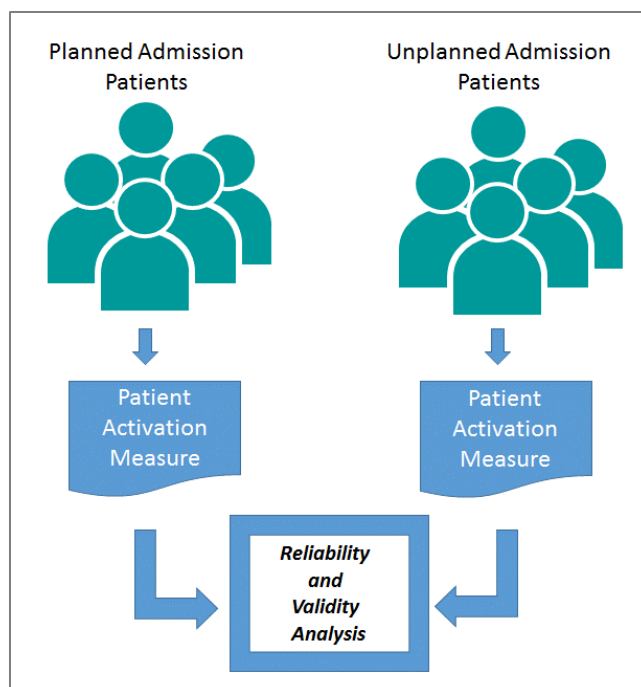 Planned Admission
Patients
Unplanned Admission
Patients
Patient
Activation
Measure
Patient
Activation
Measure
Reliability
and
Validity
Analysis